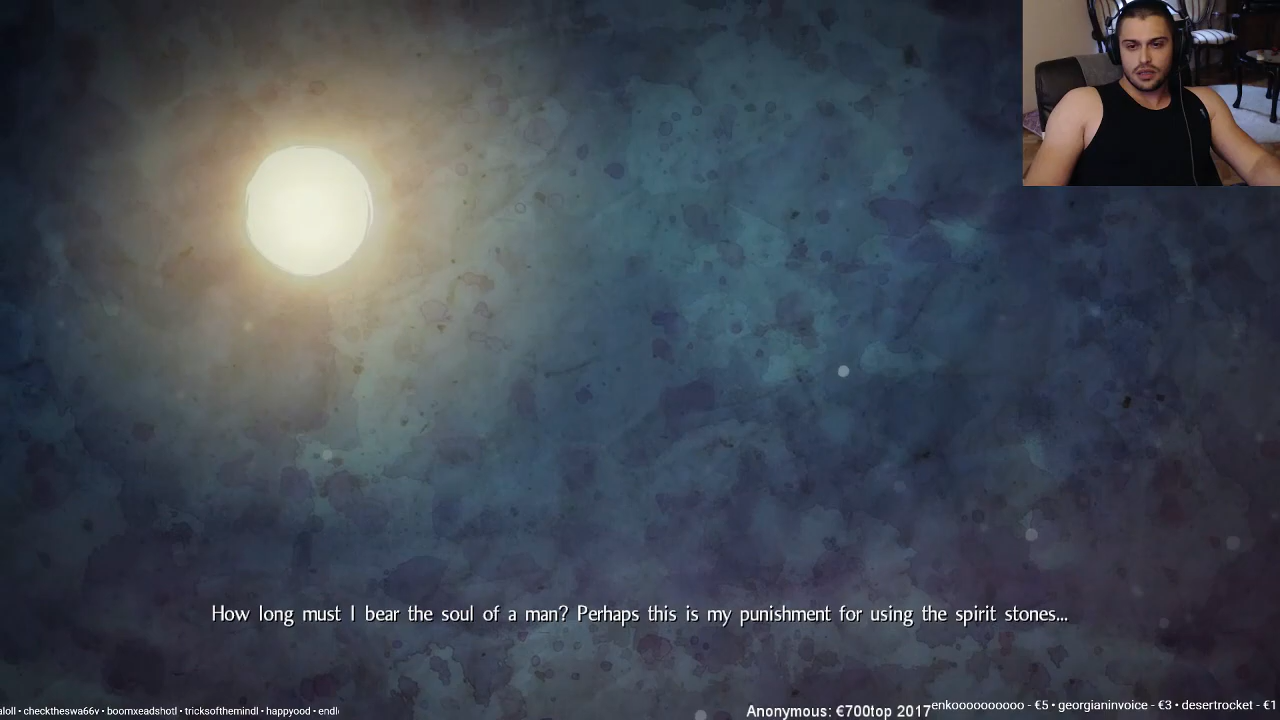 How long must I bear the soul of a man? Perhaps this is my punishment for using the spirit stones...
aloll • checktheswa66v • boomxeadshotl • tricksofthemindl • happyood • endl
Anonymous: €700top 2017
enkoooooooooo - €5 • georgianinvoice - €3 • desertrocket - €1